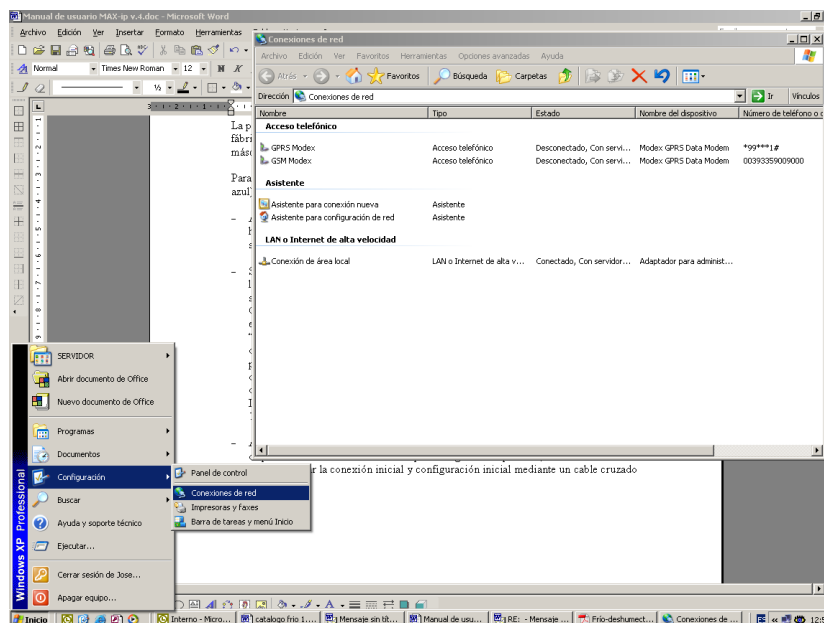 Manual de usuario MAX-ip v.4.doc - Microsoft Word
Archivo Edición Ver Insertar Formato Herramientas
Normal Times New Roman 12 N K
½
3 2 1 1
La p
fábri
másc
Para
azul)
Conexiones de red
Archivo Edición Ver Favoritos Herramientas Opciones avanzadas Ayuda
Atrás Favoritos Búsqueda Carpetas
Dirección Conexiones de red Ir Vínculos
Nombre Tipo Estado Nombre del dispositivo Número de teléfono o d
Acceso telefónico
GPRS Modex Acceso telefónico Desconectado, Con servi... Modex GPRS Data Modem *99***1#
GSM Modex Acceso telefónico Desconectado, Con servi... Modex GPRS Data Modem 00393359009000
Asistente
Asistente para conexión nueva Asistente
Asistente para configuración de red Asistente
LAN o Internet de alta velocidad
Conexión de área local LAN o Internet de alta v... Conectado, Con servidor... Adaptador para administ...
r la conexión inicial y configuración inicial mediante un cable cruzado
Windows XP Professional
SERVIDOR
Abrir documento de Office
Nuevo documento de Office
Programas
Documentos
Configuración
Buscar
Ayuda y soporte técnico
Ejecutar...
Cerrar sesión de Jose...
Apagar equipo...
Panel de control
Conexiones de red
Impresoras y faxes
Barra de tareas y menú Inicio
Inicio Interno - Micro... catalogo frio 1.... Mensaje sin tít... Manual de usu... RE: - Mensaje ... Frio-deshumect... Conexiones de ... 12:5